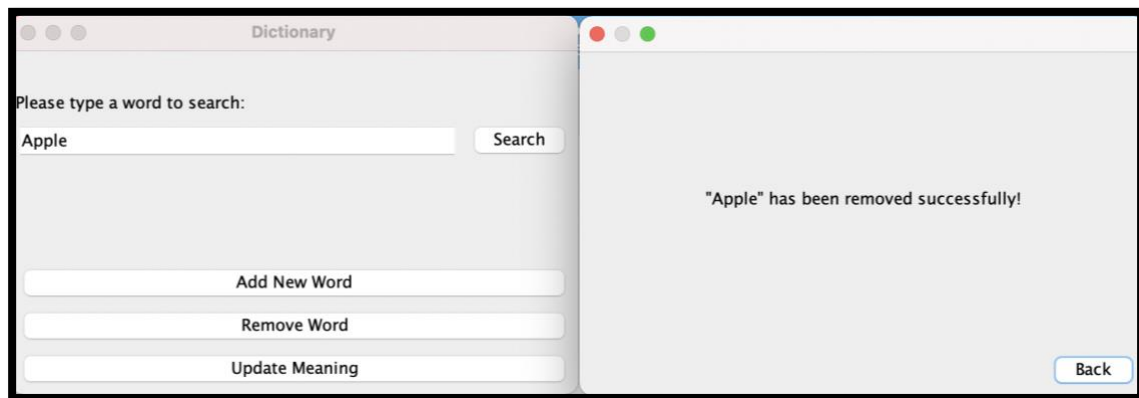 Dictionary
Please type a word to search:
Apple
Search
Add New Word
Remove Word
Update Meaning
"Apple" has been removed successfully!
Back